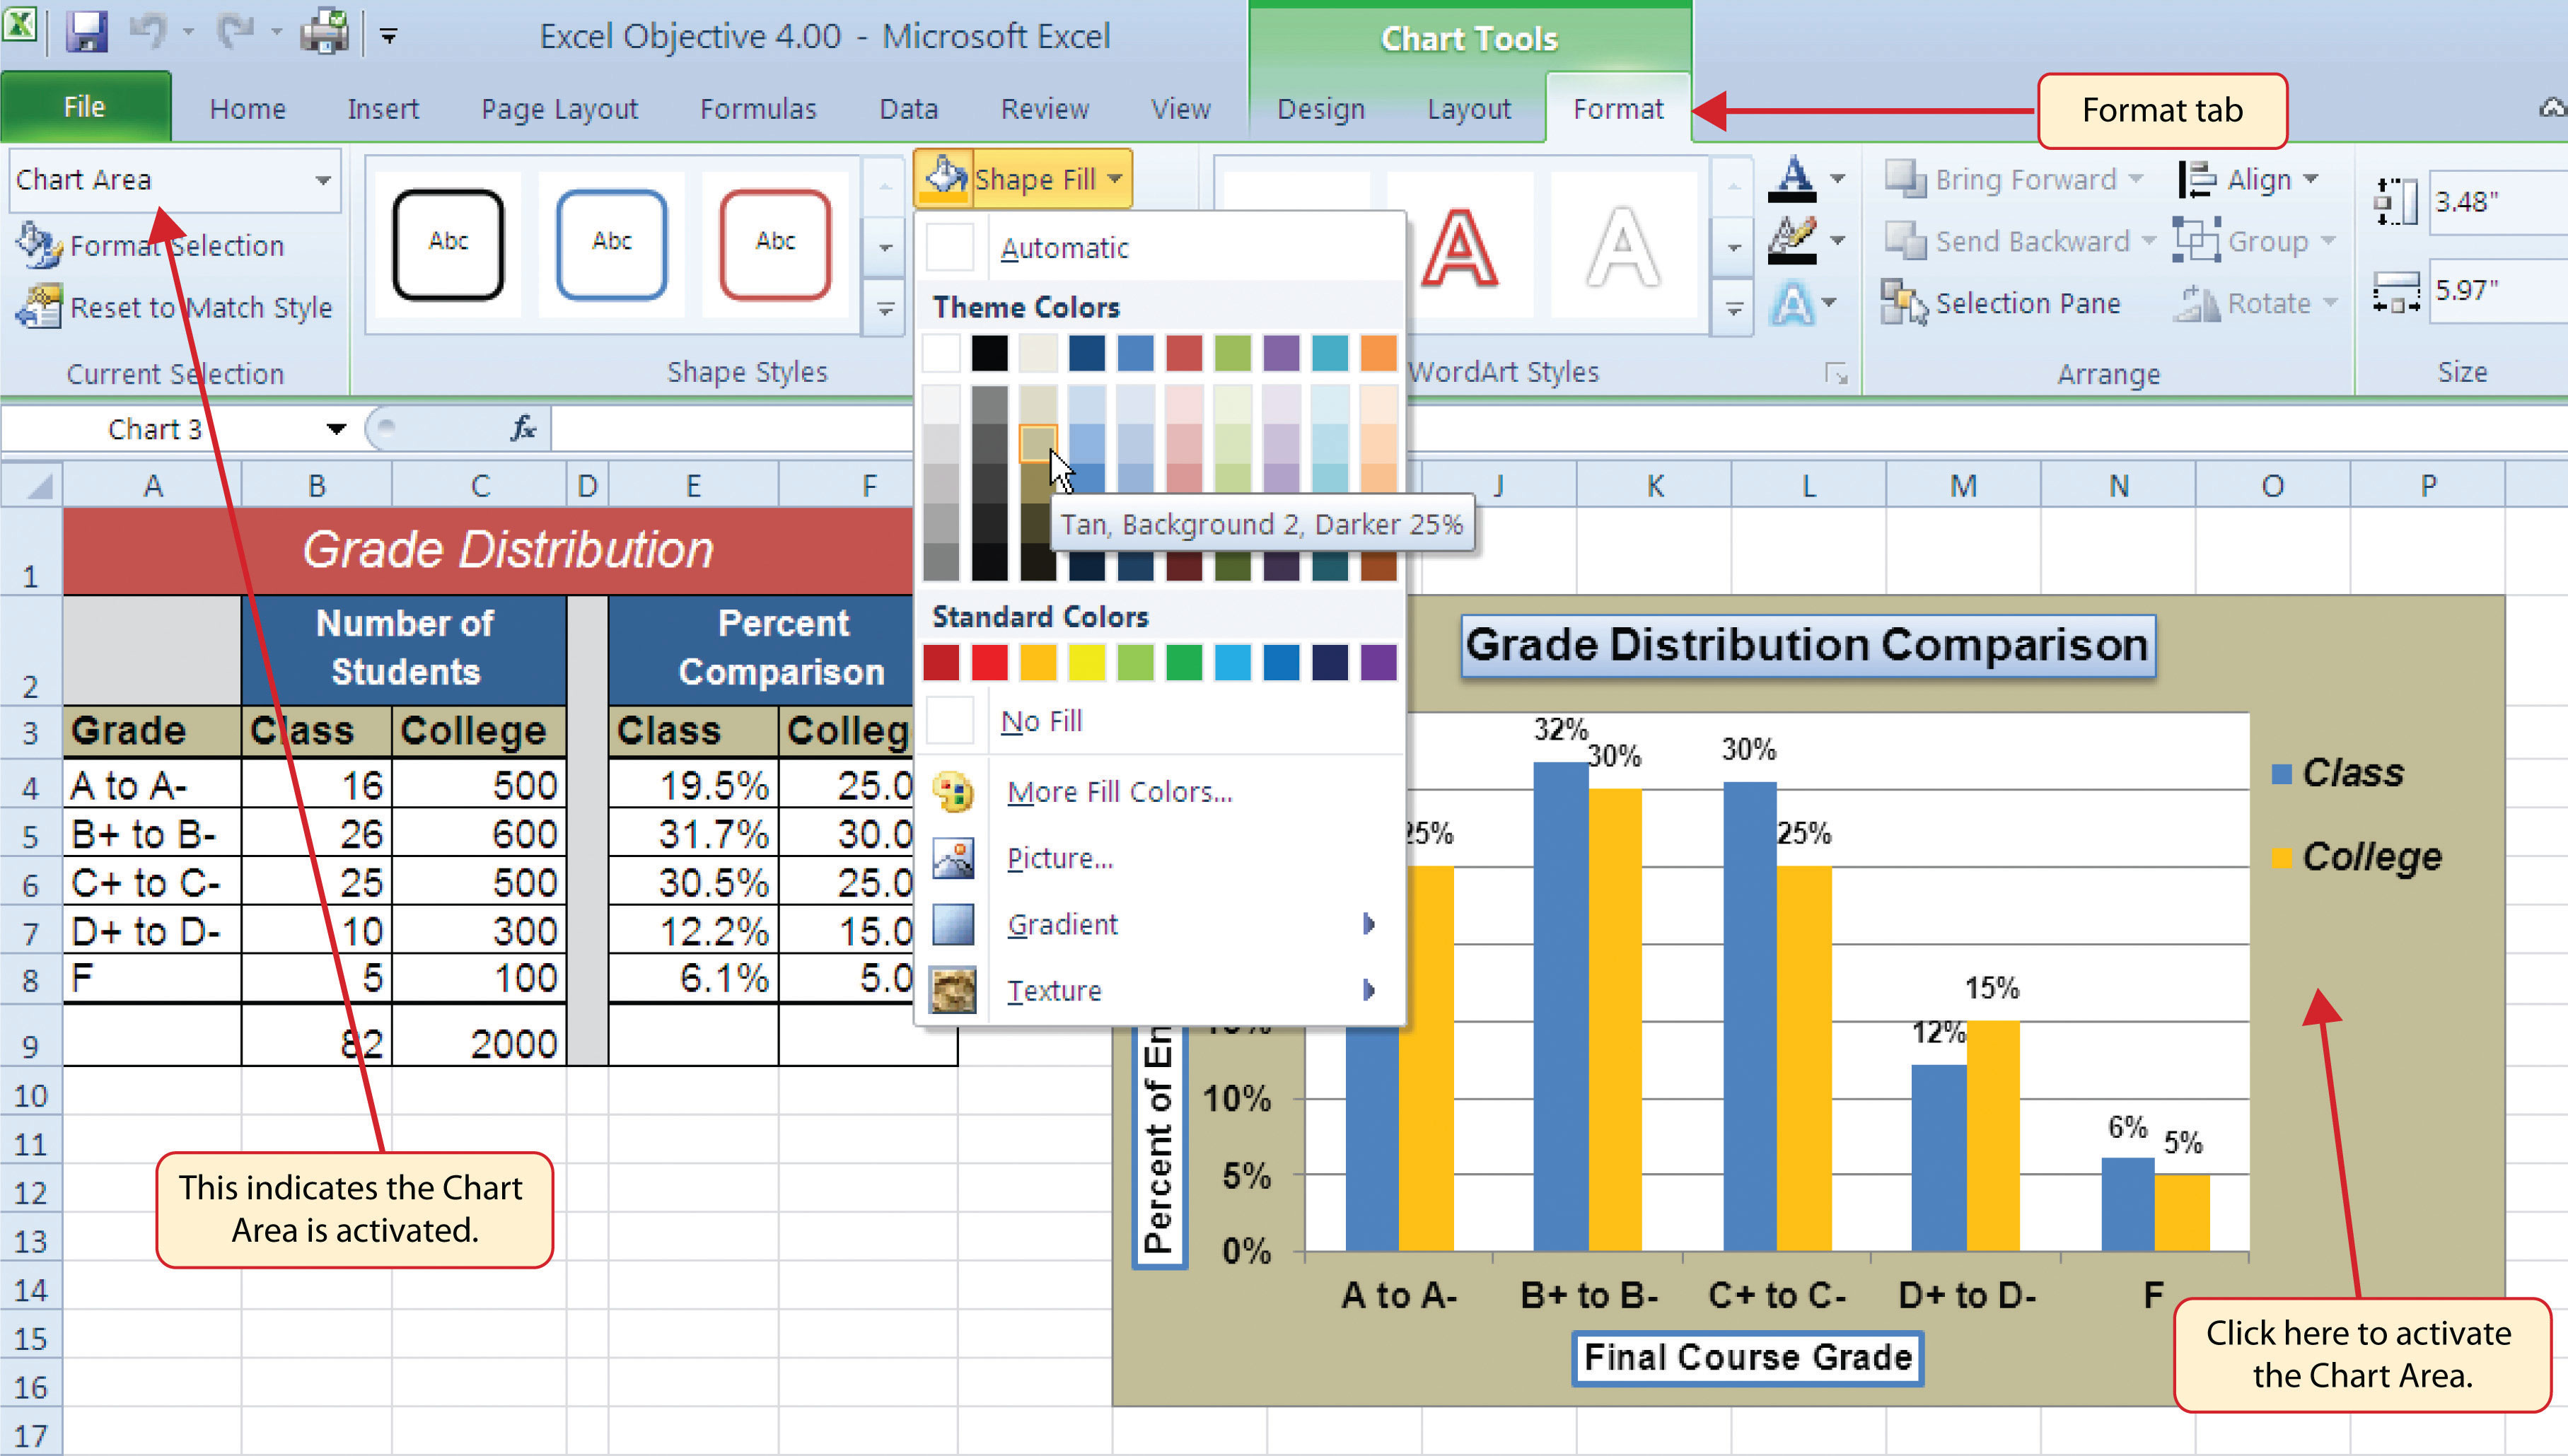 Excel Objective 4.00 - Microsoft Excel
Chart Tools
File Home Insert Page Layout Formulas Data Review View Design Layout Format
Format tab
Chart Area
Format Selection
Reset to Match Style
Current Selection
Abc Abc Abc
Shape Styles
Shape Fill
A A
A
A
WordArt Styles
Bring Forward
Send Backward
Selection Pane
Align
Group
Rotate
Arrange
3.48"
5.97"
Size
Automatic
Theme Colors
Tan, Background 2, Darker 25%
Standard Colors
No Fill
More Fill Colors...
Picture...
Gradient
Texture
Chart 3
fx
A B C D E F J K L M N O P
1 Grade Distribution
2 Number of Students Percent Comparison
3 Grade Class College Class Colleg
4 A to A- 16 500 19.5% 25.0
5 B+ to B- 26 600 31.7% 30.0
6 C+ to C- 25 500 30.5% 25.0
7 D+ to D- 10 300 12.2% 15.0
8 F 5 100 6.1% 5.0
9 82 2000
10
11
12
13
14
15
16
17
This indicates the Chart
Area is activated.
Grade Distribution Comparison
32%
30%
30%
25%
25%
15%
12%
6%
5%
Class
College
Percent of En
10%
5%
0%
A to A- B+ to B- C+ to C- D+ to D- F
Final Course Grade
Click here to activate
the Chart Area.